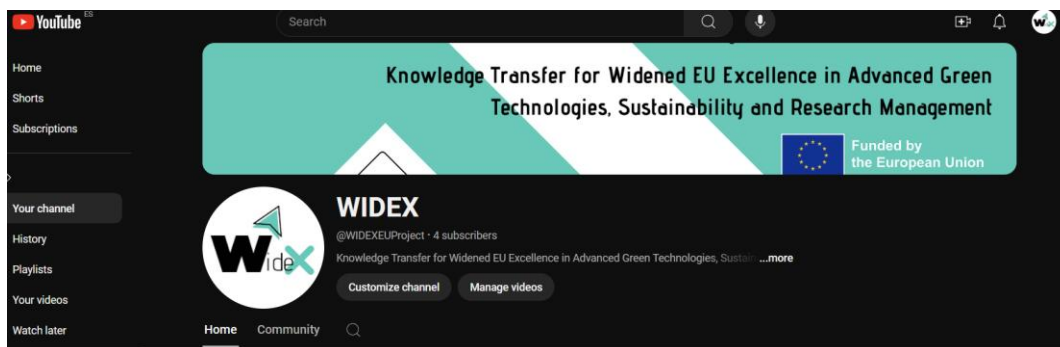 YouTube ES
Search
Home
Shorts
Subscriptions
Your channel
History
Playlists
Your videos
Watch later
Knowledge Transfer for Widened EU Excellence in Advanced Green
Technologies, Sustainability and Research Management
Funded by
the European Union
WideX
WIDEX
@WIDEXEUProject · 4 subscribers
Knowledge Transfer for Widened EU Excellence in Advanced Green Technologies, Sustain ...more
Customize channel
Manage videos
Home
Community